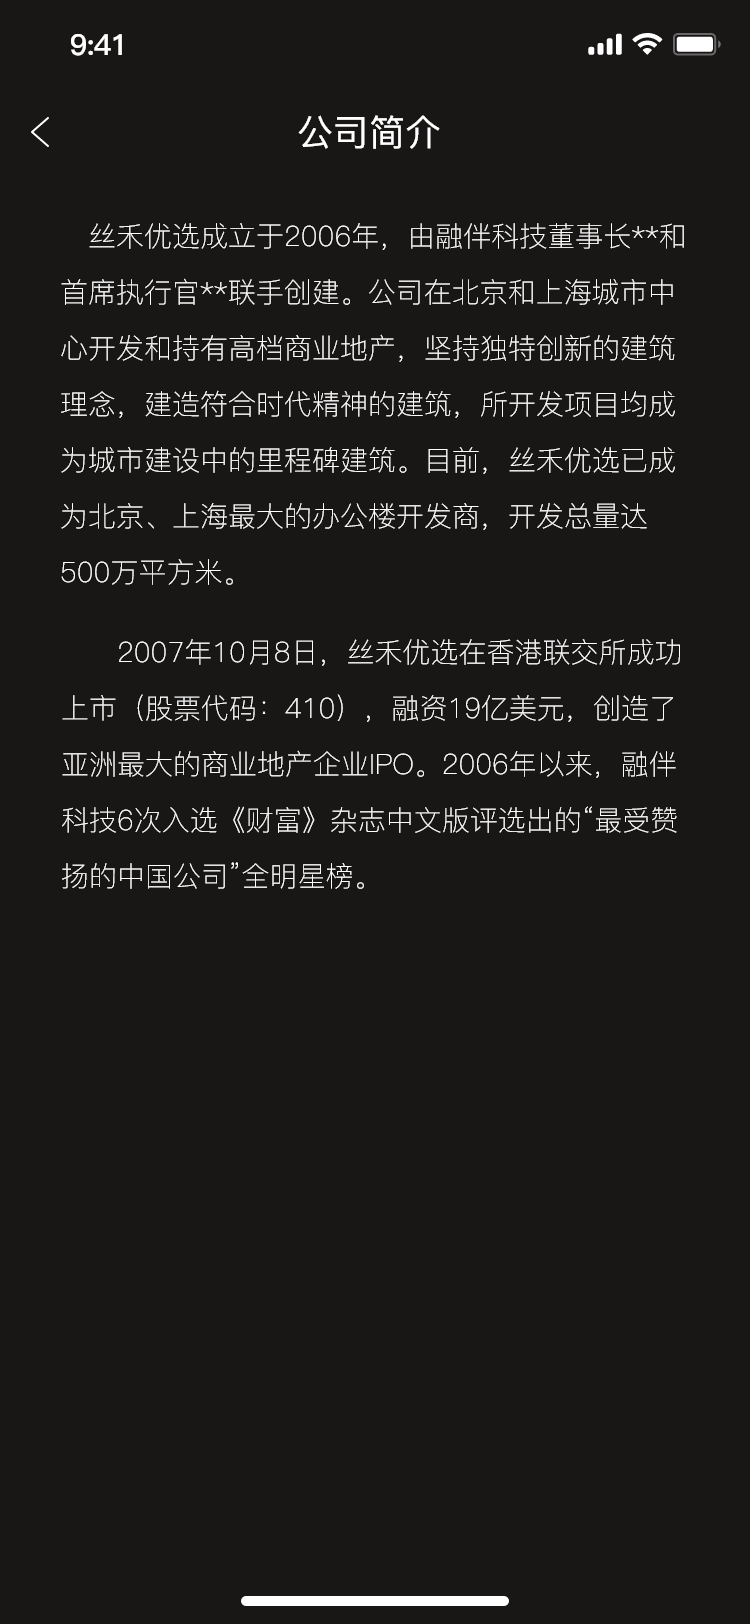 9:41
公司简介
丝禾优选成立于2006年，由融伴科技董事长**和
首席执行官**联手创建。公司在北京和上海城市中
心开发和持有高档商业地产，坚持独特创新的建筑
理念，建造符合时代精神的建筑，所开发项目均成
为城市建设中的里程碑建筑。目前，丝禾优选已成
为北京、上海最大的办公楼开发商，开发总量达
500万平方米。
2007年10月8日，丝禾优选在香港联交所成功
上市（股票代码：410），融资19亿美元，创造了
亚洲最大的商业地产企业IPO。2006年以来，融伴
科技6次入选《财富》杂志中文版评选出的“最受赞
扬的中国公司”全明星榜。